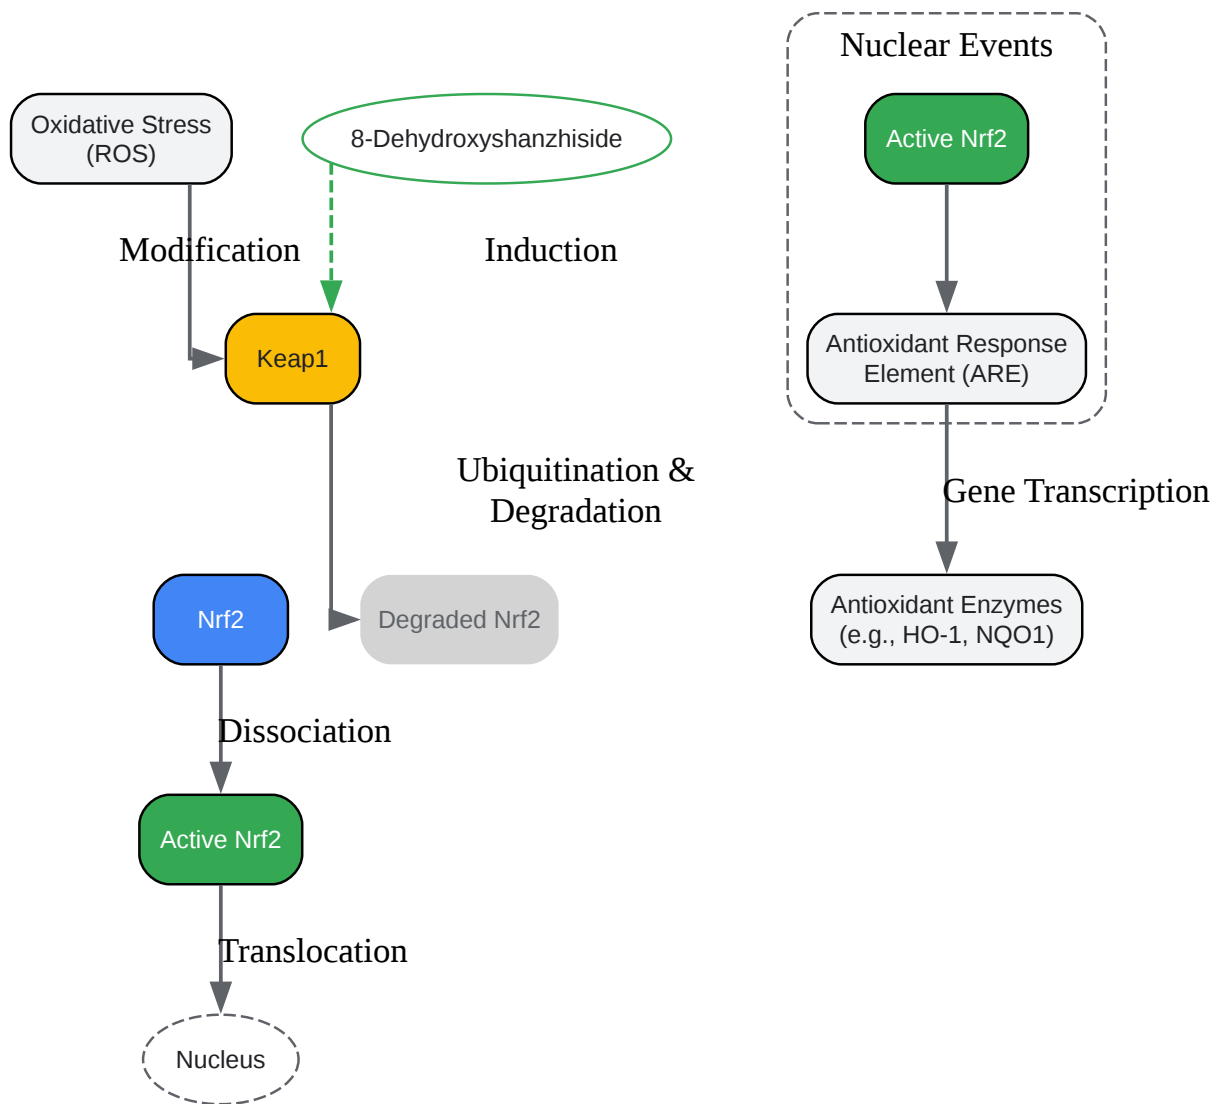 Nuclear Events
Oxidative Stress
(ROS)
8-Dehydroxyshanzhiside
Active Nrf2
Modification
Induction
Keap1
Antioxidant Response
Element (ARE)
Ubiquitination &
Degradation
Gene Transcription
Nrf2
Degraded Nrf2
Antioxidant Enzymes
(e.g., HO-1, NQO1)
Dissociation
Active Nrf2
Translocation
Nucleus